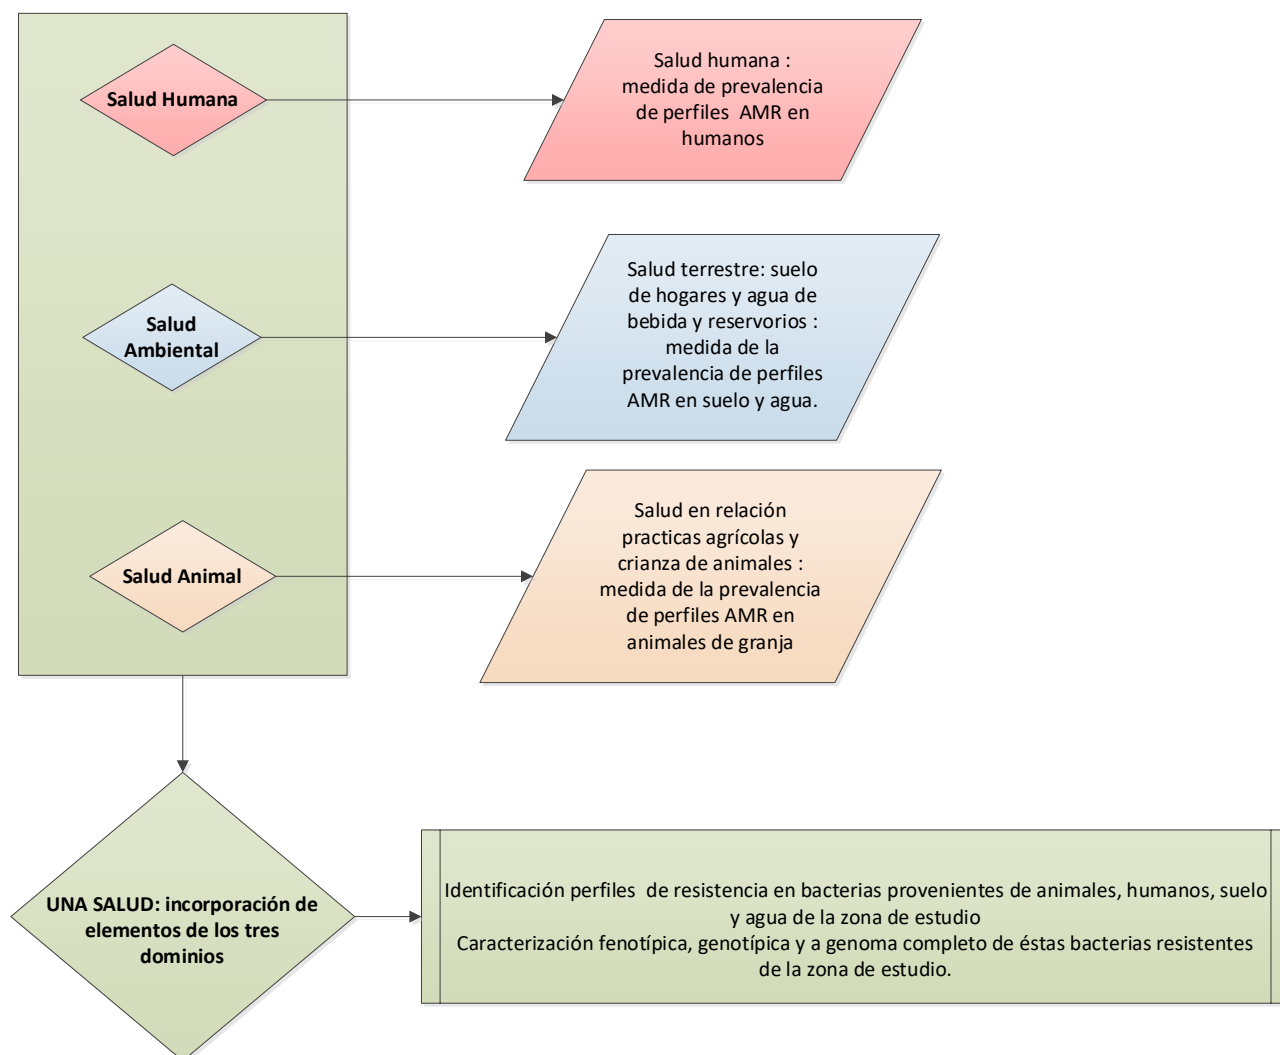 Salud Humana
Salud humana :
medida de prevalencia
de perfiles  AMR en
humanos
Salud
Ambiental
Salud terrestre: suelo
de hogares y agua de
bebida y reservorios :
medida de la
prevalencia de perfiles
AMR en suelo y agua.
Salud Animal
Salud en relación
practicas agrícolas y
crianza de animales :
medida de la prevalencia
de perfiles AMR en
animales de granja
UNA SALUD: incorporación de
elementos de los tres
dominios
Identificación perfiles  de resistencia en bacterias provenientes de animales, humanos, suelo
y agua de la zona de estudio
Caracterización fenotípica, genotípica y a genoma completo de éstas bacterias resistentes
de la zona de estudio.